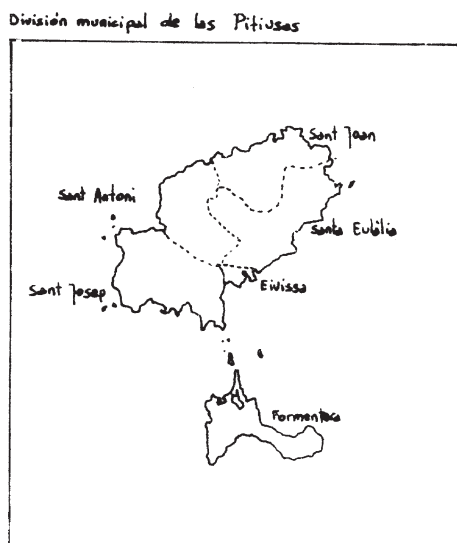 División municipal de las Pitiusas
Sant Joan
Sant Antoni
Santa Eulàlia
Eivissa
Sant Josep
Formentera